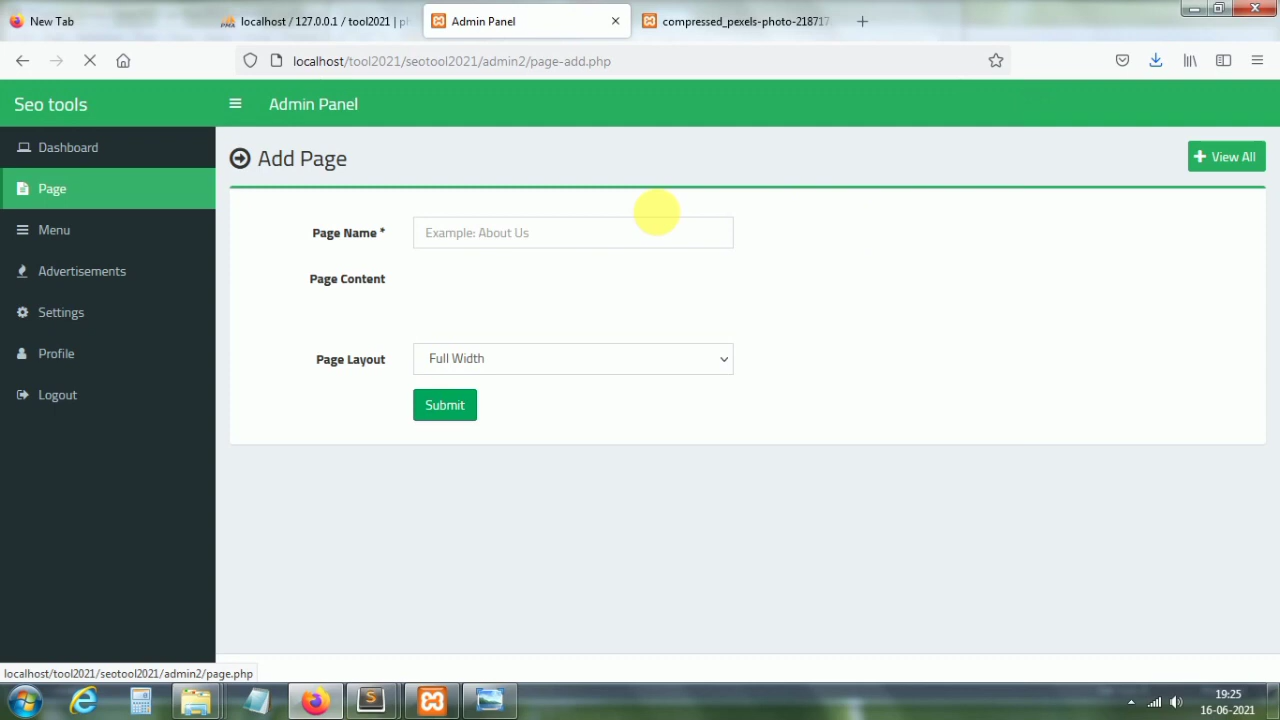 New Tab
localhost / 127.0.0.1 / tool2021 | p
Admin Panel
compressed_pexels-photo-218717
localhost/tool2021/seotool2021/admin2/page-add.php
Seo tools
Admin Panel
Dashboard
Add Page
View All
Page
Page Name *
Example: About Us
Menu
Advertisements
Page Content
Settings
Profile
Page Layout
Full Width
Logout
Submit
localhost/tool2021/seotool2021/admin2/page.php
19:25
16-06-2021